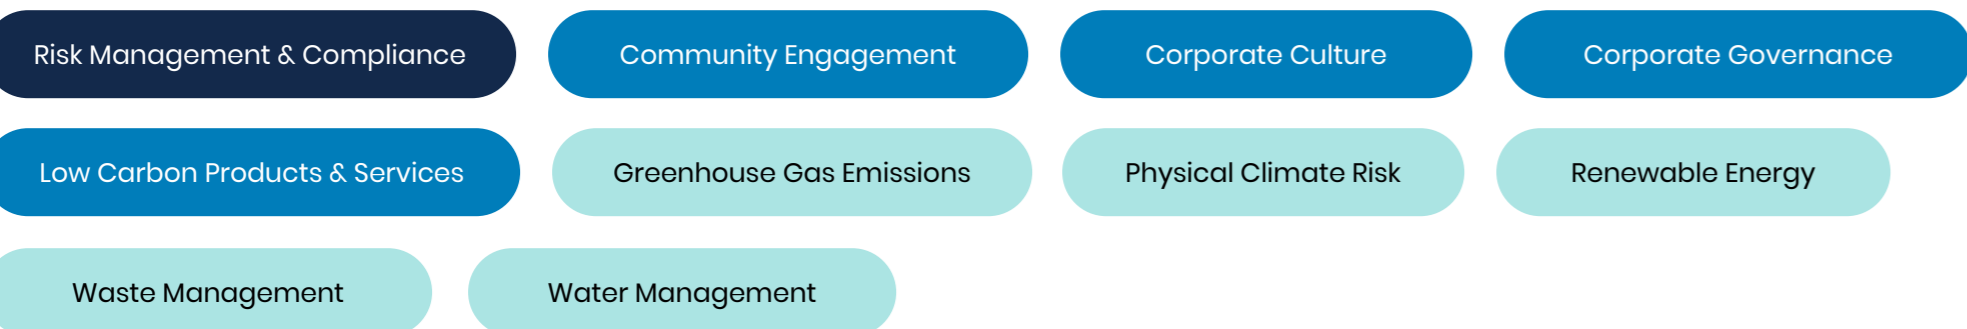 Risk Management & Compliance
Community Engagement
Corporate Culture
Corporate Governance
Low Carbon Products & Services
Greenhouse Gas Emissions
Physical Climate Risk
Renewable Energy
Waste Management
Water Management